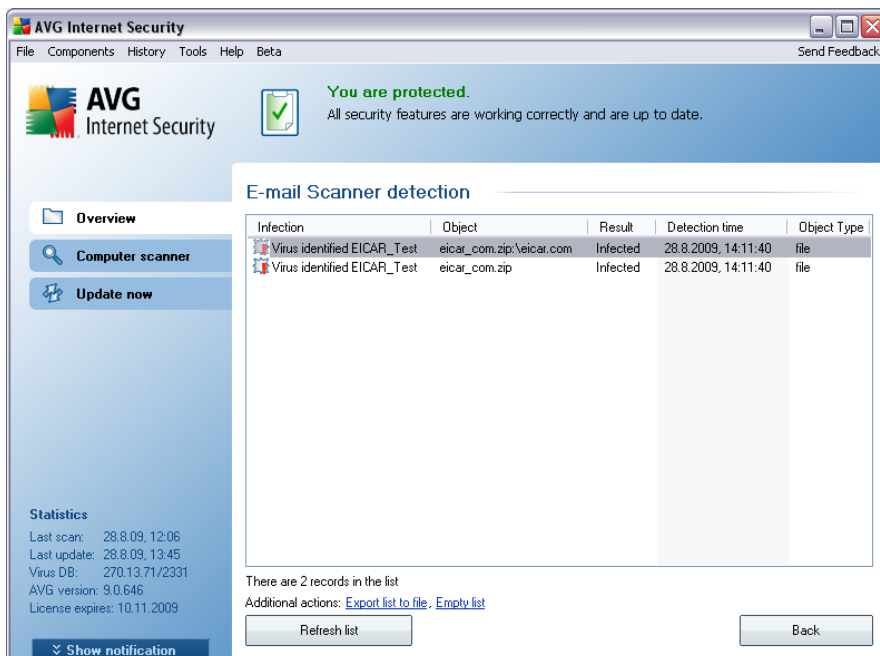 AVG Internet Security
File Components History Tools Help Beta Send Feedback
AVG
Internet Security
You are protected.
All security features are working correctly and are up to date.
Overview
Computer scanner
Update now
E-mail Scanner detection
Infection Object Result Detection time Object Type
Virus identified EICAR_Test eicar_com.zip:\eicar.com Infected 28.8.2009, 14:11:40 file
Virus identified EICAR_Test eicar_com.zip Infected 28.8.2009, 14:11:40 file
There are 2 records in the list
Additional actions: Export list to file, Empty list
Refresh list Back
Statistics
Last scan: 28.8.09, 12:06
Last update: 28.8.09, 13:45
Virus DB: 270.13.71/2331
AVG version: 9.0.646
License expires: 10.11.2009
Show notification